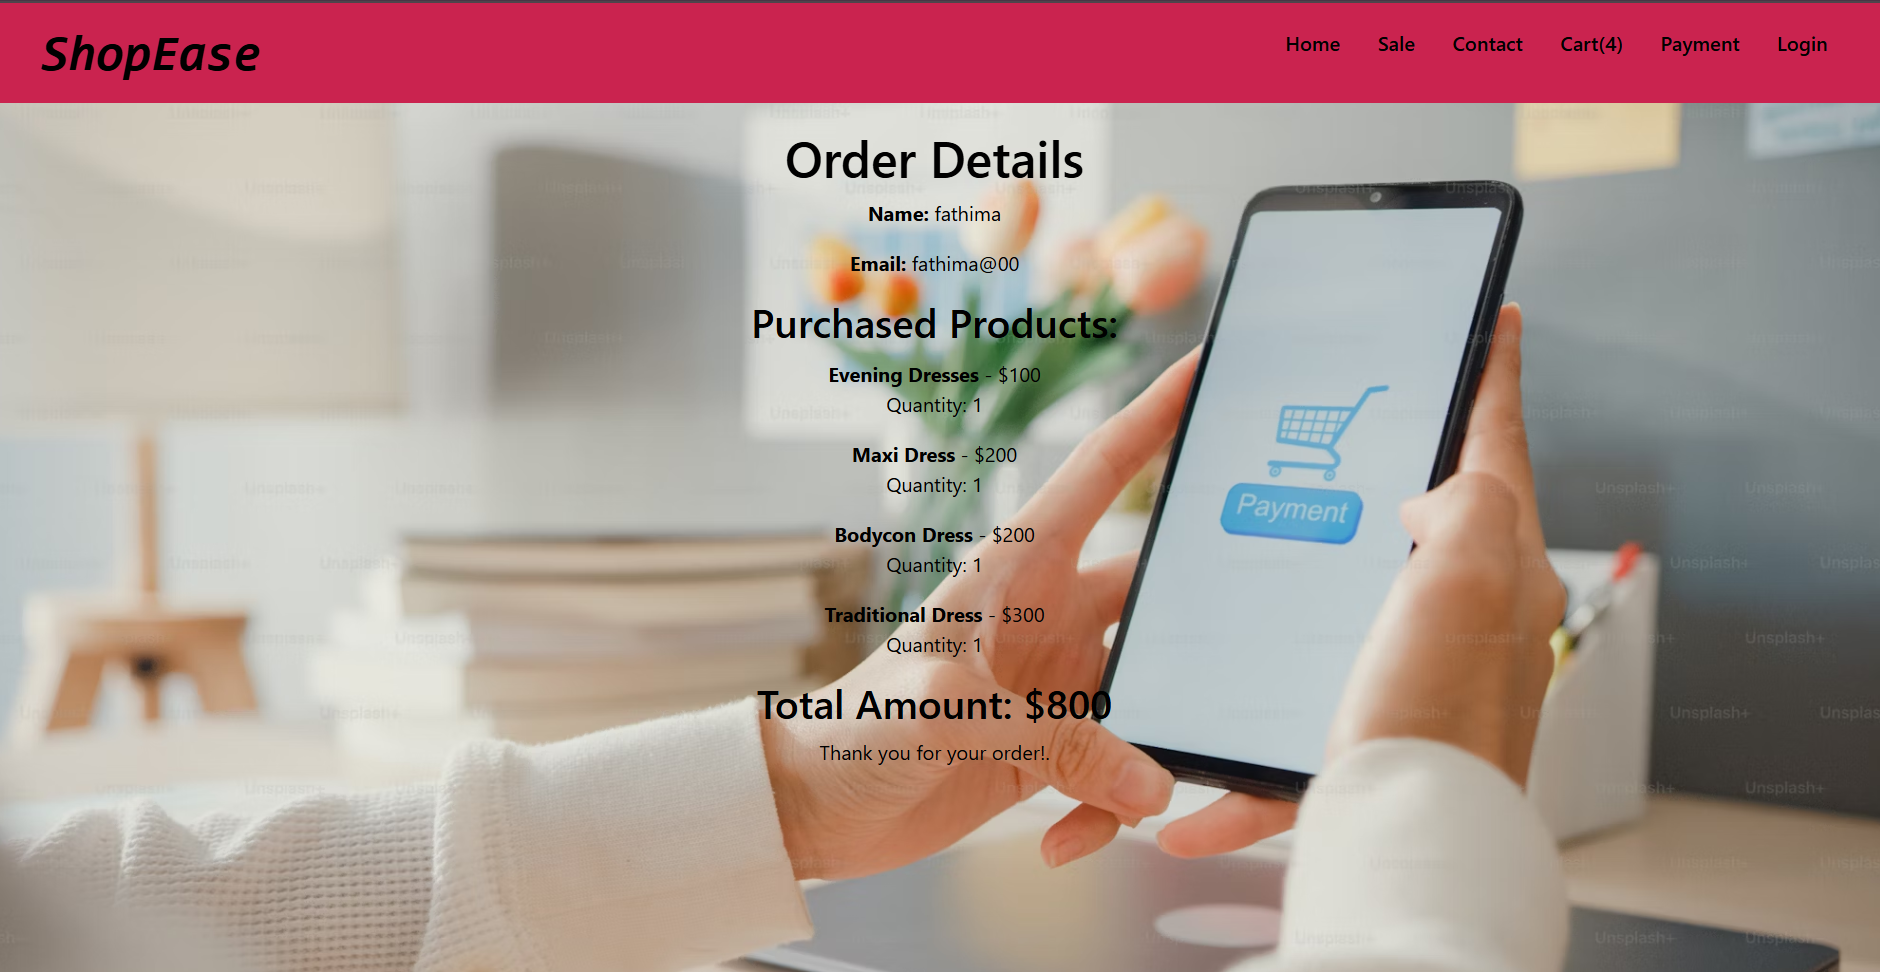 ShopEase
Home Sale Contact Cart(4) Payment Login
Order Details
Name: fathima
Email: fathima@00
Purchased Products:
Evening Dresses - $100
Quantity: 1
Maxi Dress - $200
Quantity: 1
Bodycon Dress - $200
Quantity: 1
Traditional Dress - $300
Quantity: 1
Total Amount: $800
Thank you for your order!.
Payment
Unsplash+